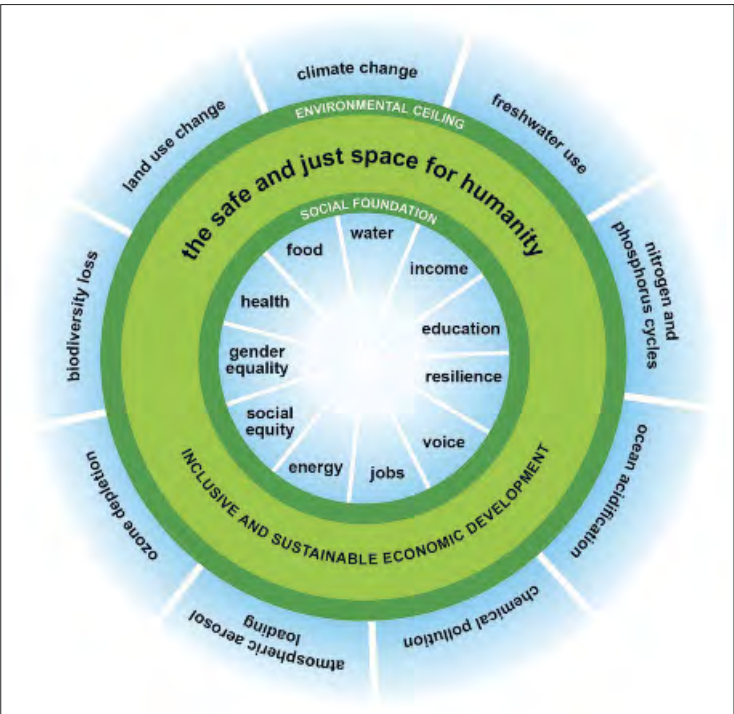 climate change
freshwater use
nitrogen and
phosphorus cycles
ocean acidification
chemical pollution
atmospheric aerosol
loading
ozone depletion
biodiversity loss
land use change
ENVIRONMENTAL CEILING
the safe and just space for humanity
SOCIAL FOUNDATION
water
income
education
resilience
voice
jobs
energy
social
equity
gender
equality
health
food
INCLUSIVE AND SUSTAINABLE ECONOMIC DEVELOPMENT